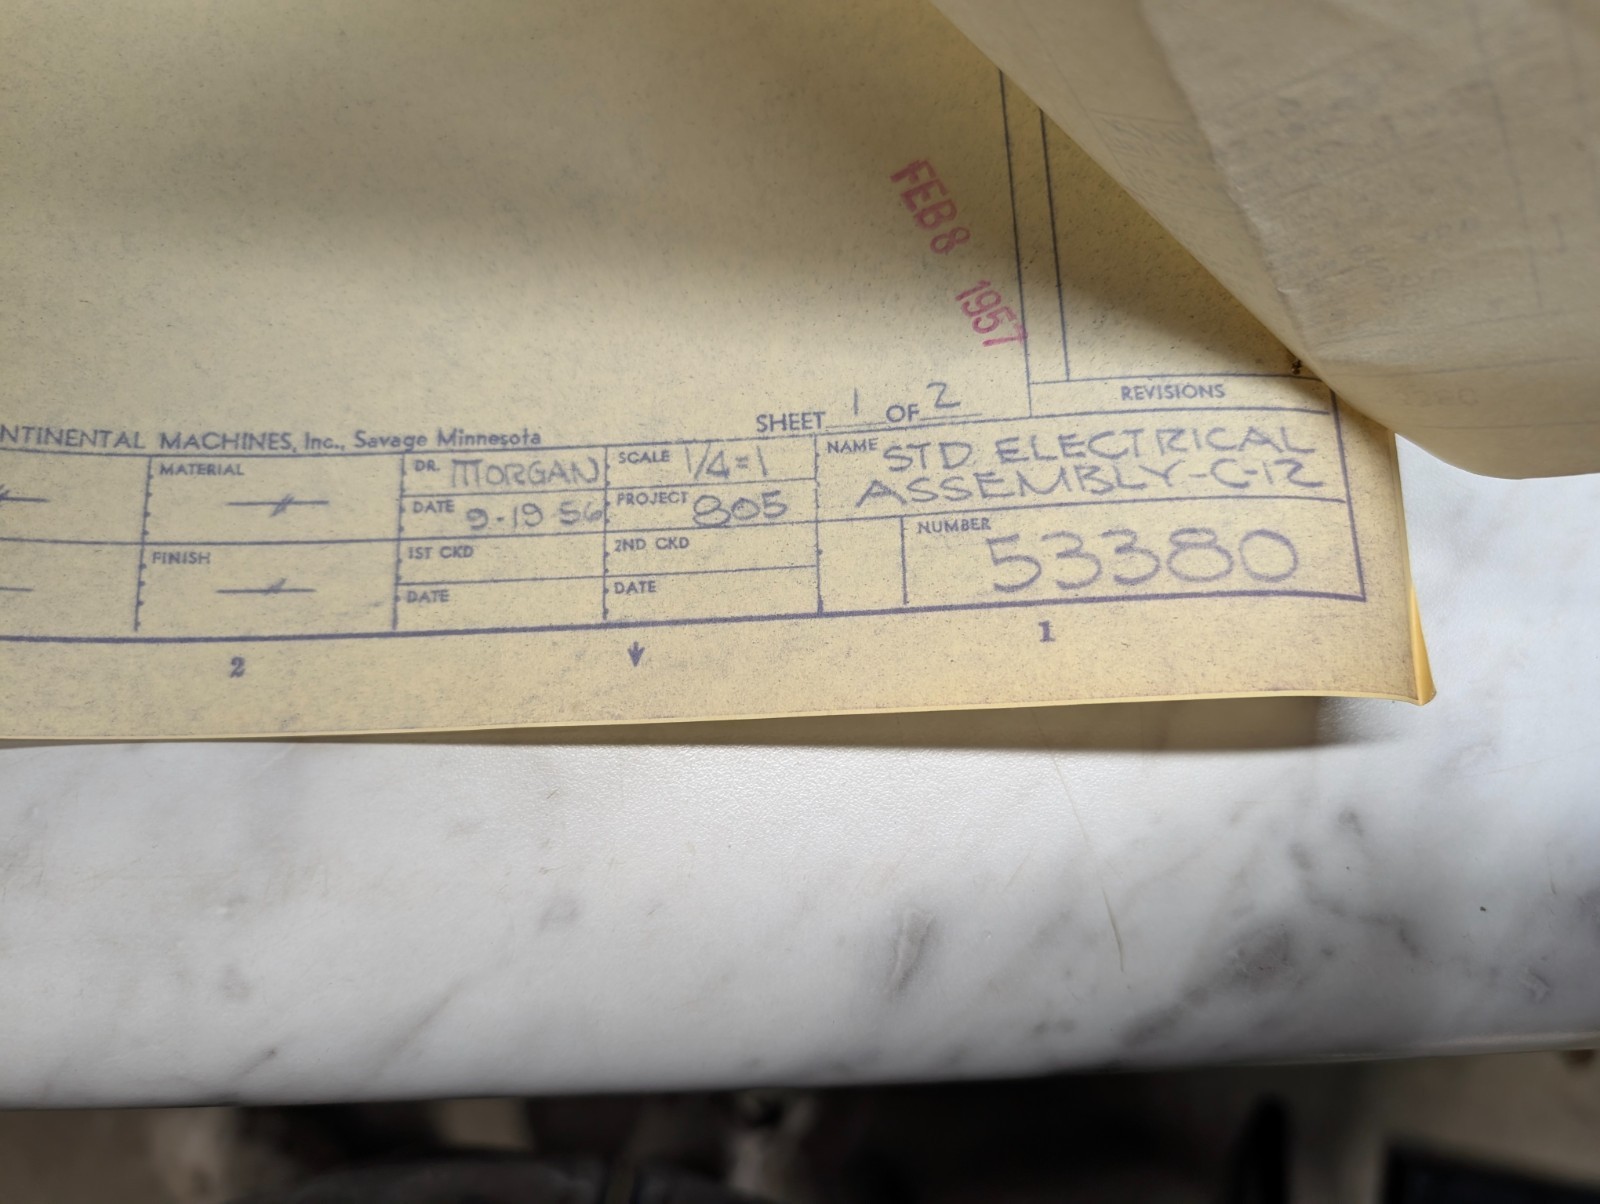 FEB 8 1957
REVISIONS
SHEET 1 OF 2
NTINENTAL MACHINES, Inc., Savage Minnesota
MATERIAL
DR. MORGAN
SCALE 1/4=1
NAME STD ELECTRICAL
ASSEMBLY-C-12
DATE 9-19 56
PROJECT 805
FINISH
1ST CKD
2ND CKD
NUMBER
53380
DATE
DATE
2
1